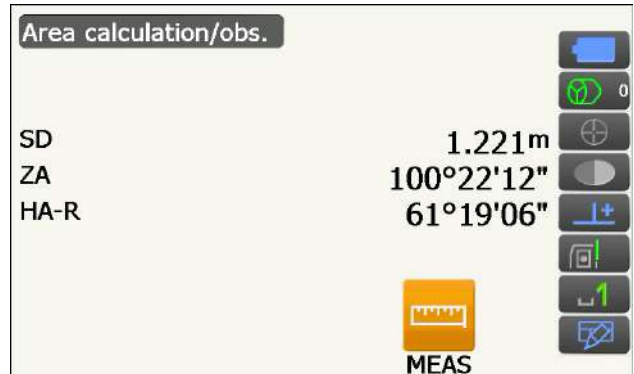 Area calculation/obs.
0
SD 1.221m
ZA 100°22'12"
HA-R 61°19'06"
1
MEAS